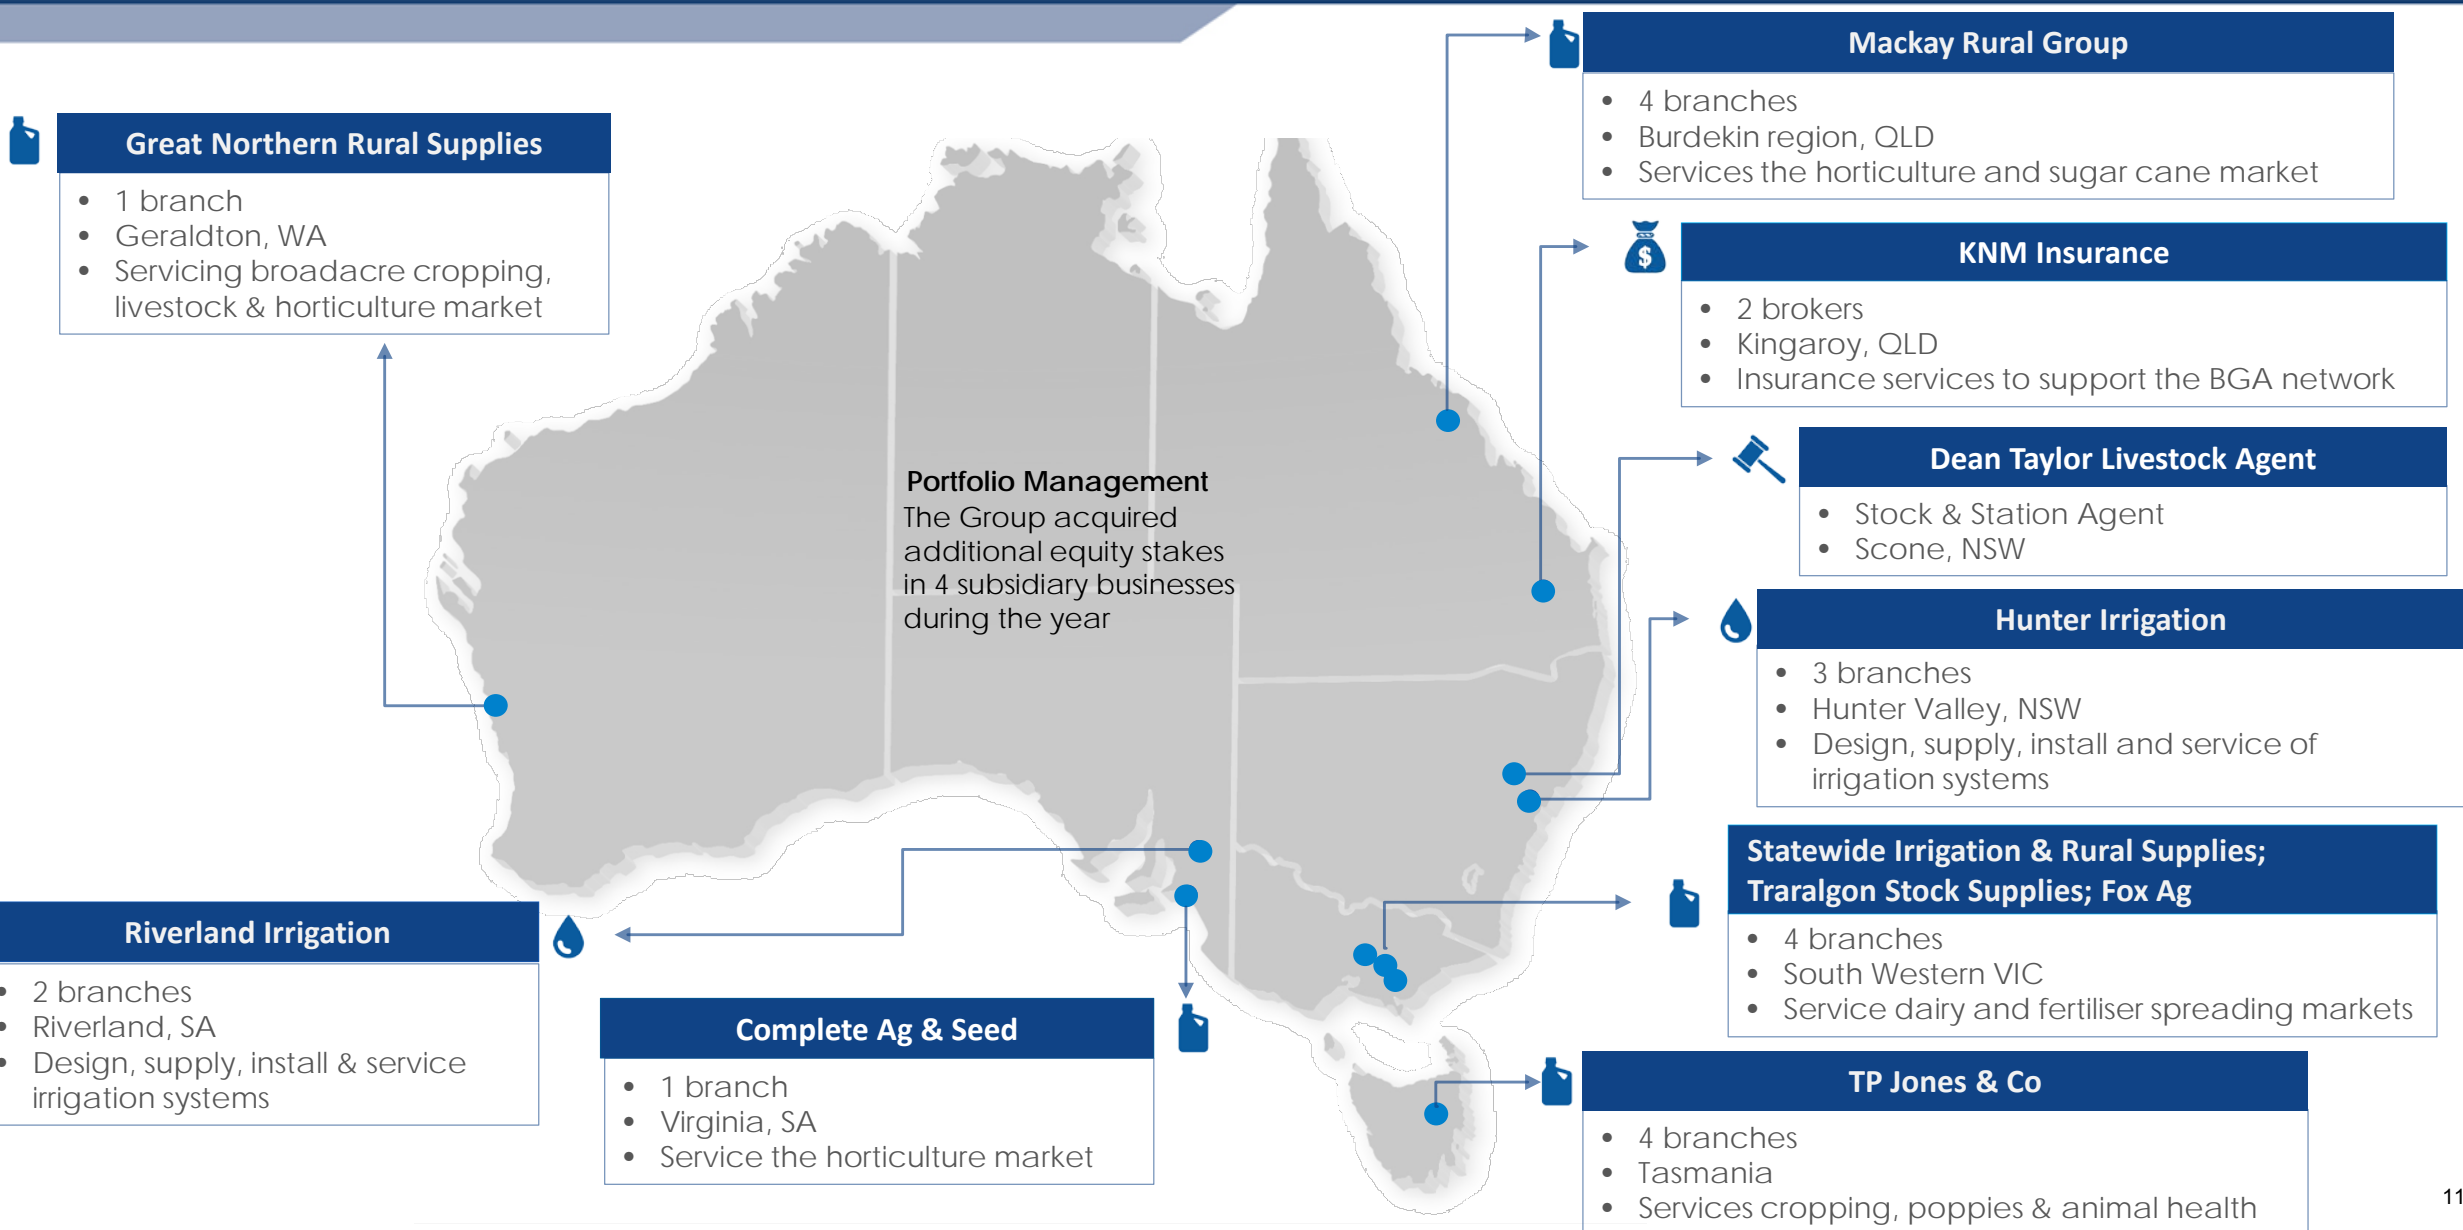 Mackay Rural Group
• 4 branches
• Burdekin region, QLD
• Services the horticulture and sugar cane market
Great Northern Rural Supplies
• 1 branch
• Geraldton, WA
• Servicing broadacre cropping,
livestock & horticulture market
KNM Insurance
• 2 brokers
• Kingaroy, QLD
• Insurance services to support the BGA network
$
Portfolio Management
The Group acquired
additional equity stakes
in 4 subsidiary businesses
during the year
Dean Taylor Livestock Agent
• Stock & Station Agent
• Scone, NSW
Hunter Irrigation
• 3 branches
• Hunter Valley, NSW
• Design, supply, install and service of
irrigation systems
Statewide Irrigation & Rural Supplies;
Traralgon Stock Supplies; Fox Ag
• 4 branches
• South Western VIC
• Service dairy and fertiliser spreading markets
Riverland Irrigation
• 2 branches
• Riverland, SA
• Design, supply, install & service
irrigation systems
Complete Ag & Seed
• 1 branch
• Virginia, SA
• Service the horticulture market
TP Jones & Co
• 4 branches
• Tasmania
• Services cropping, poppies & animal health
11